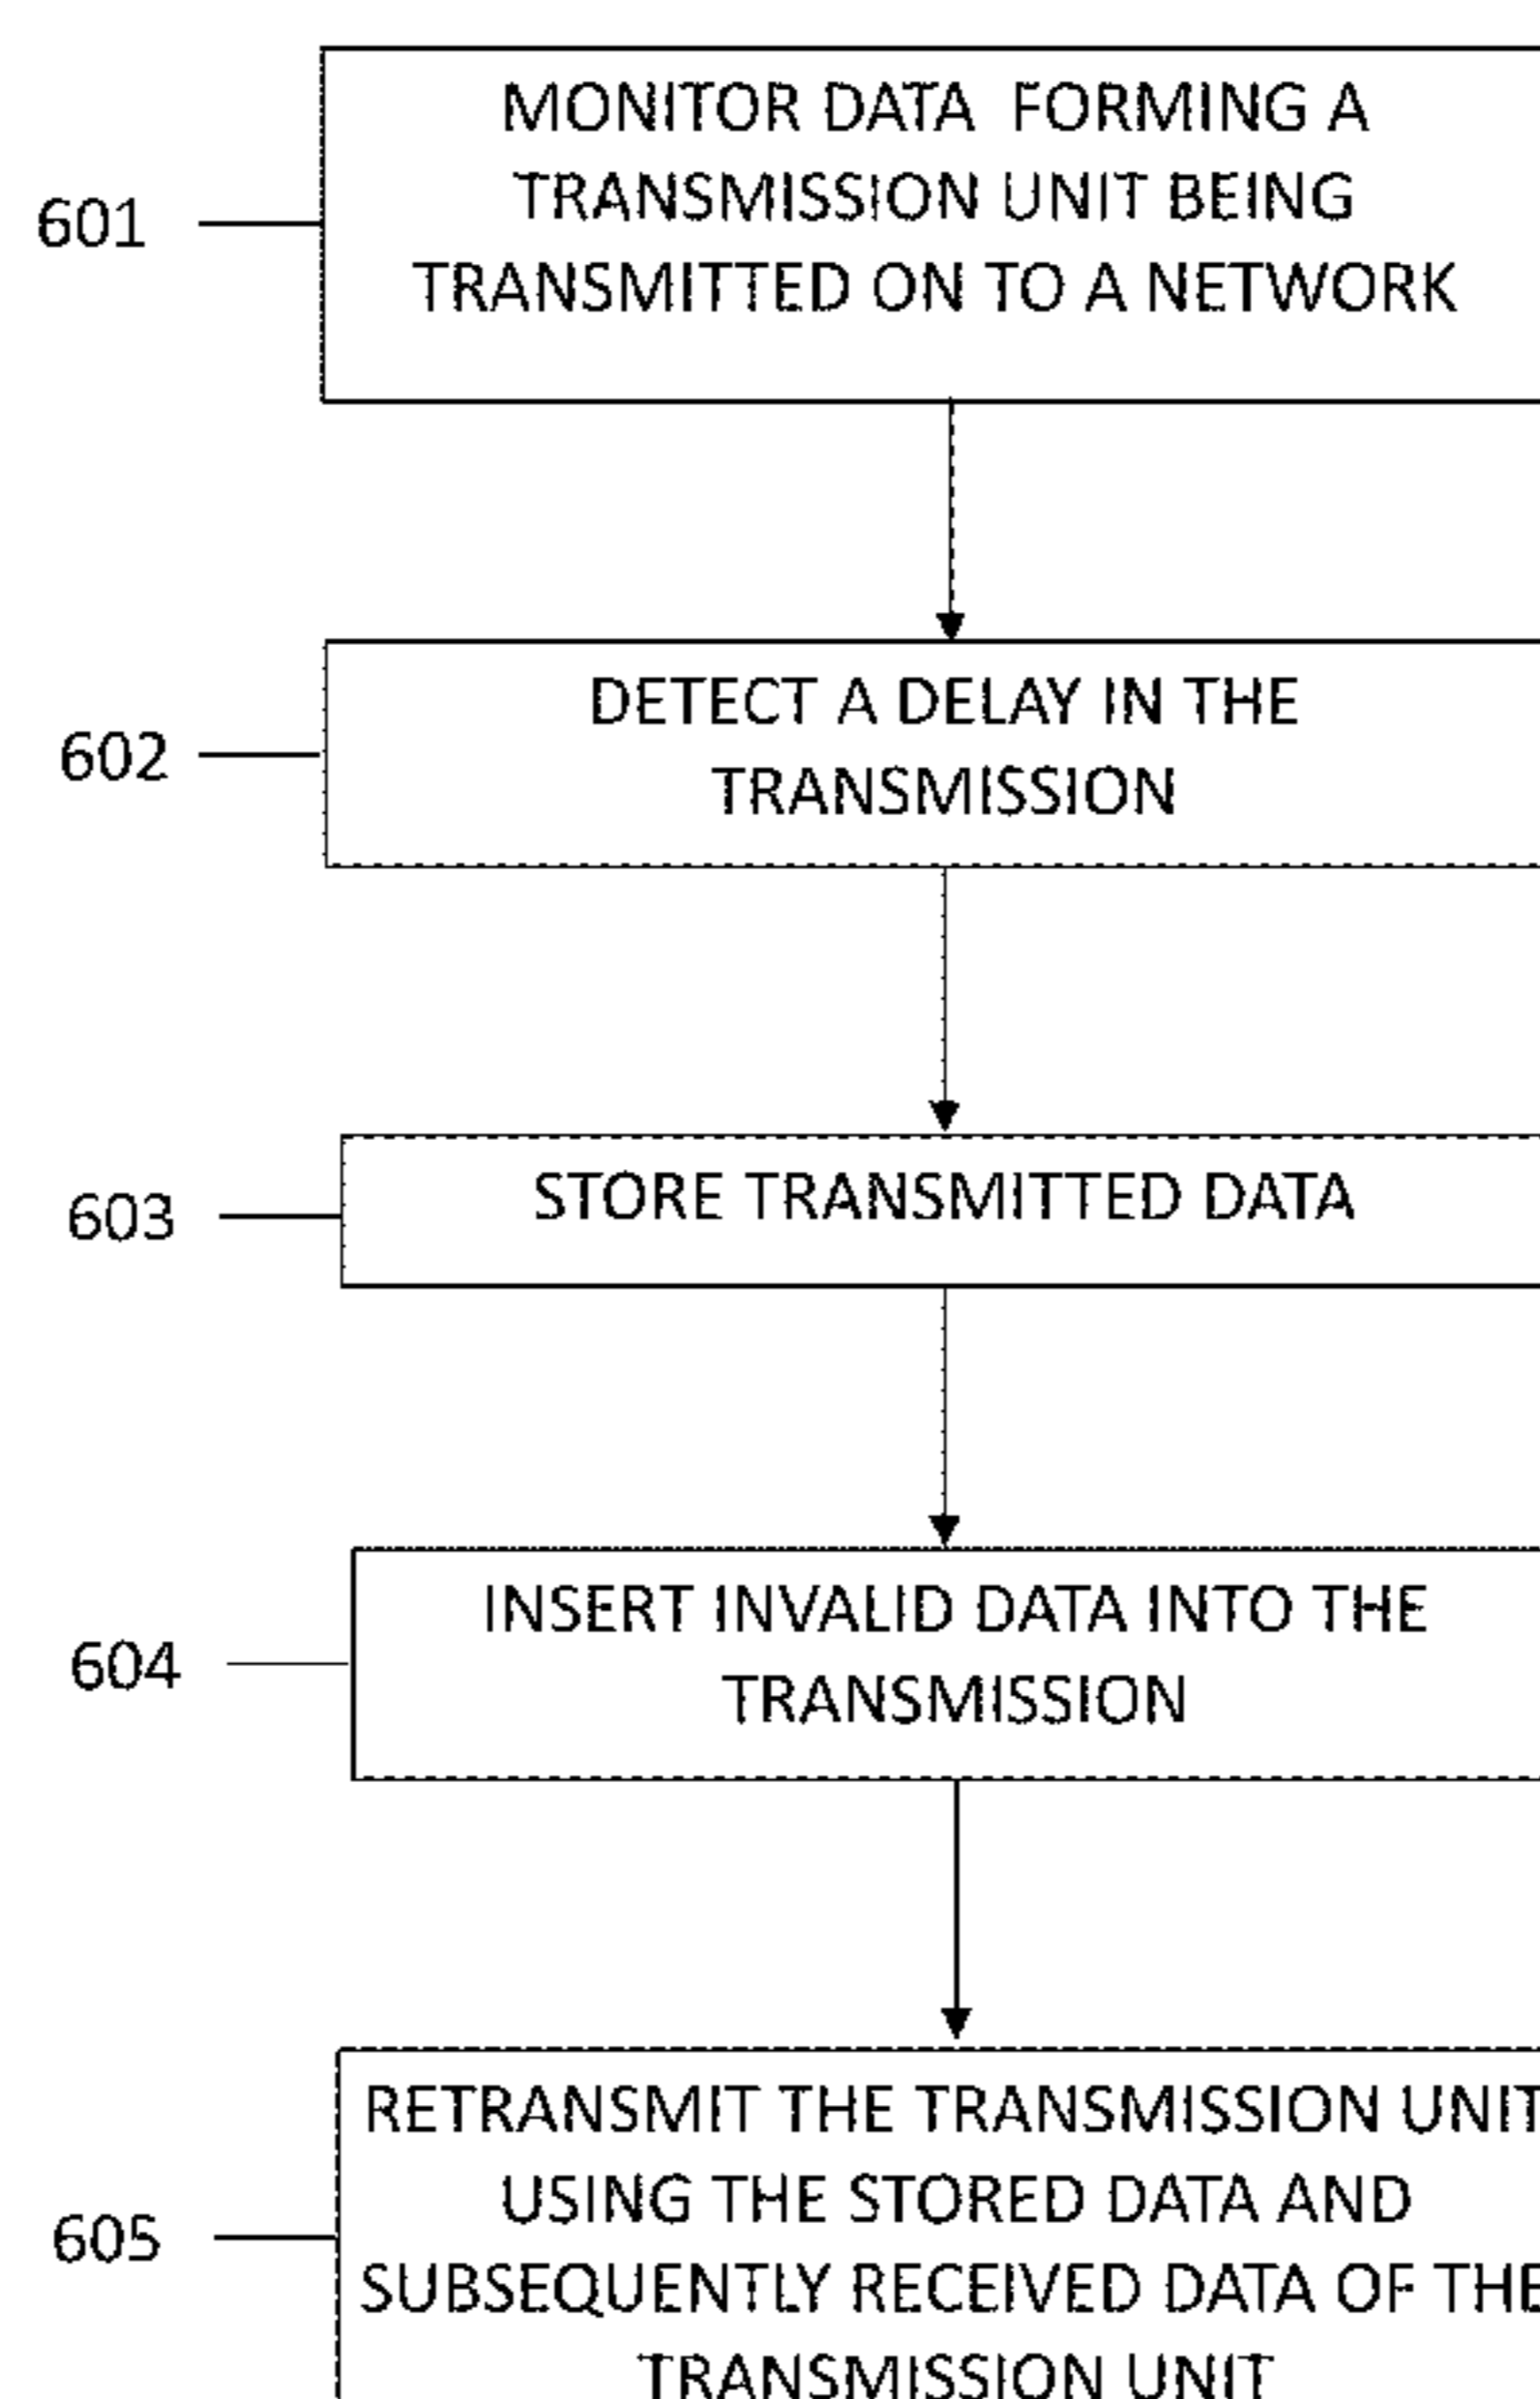 MONITOR DATA FORMING A
TRANSMISSION UNIT BEING
TRANSMITTED ON TO A NETWORK
601
DETECT A DELAY IN THE
TRANSMISSION
602
STORE TRANSMITTED DATA
603
INSERT INVALID DATA INTO THE
TRANSMISSION
604
RETRANSMIT THE TRANSMISSION UNIT
USING THE STORED DATA AND
SUBSEQUENTLY RECEIVED DATA OF THE
TRANSMISSION UNIT
605